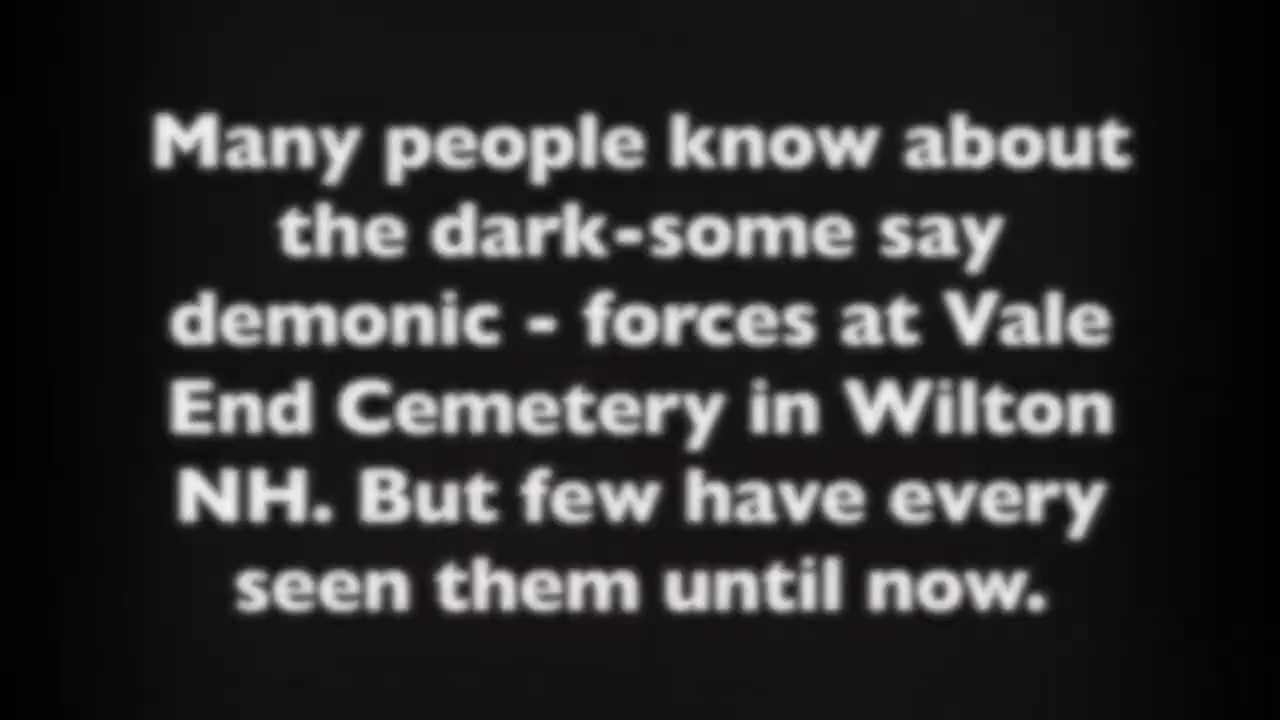 Many people know about
the dark-some say
demonic - forces at Vale
End Cemetery in Wilton
NH. But few have every
seen them until now.